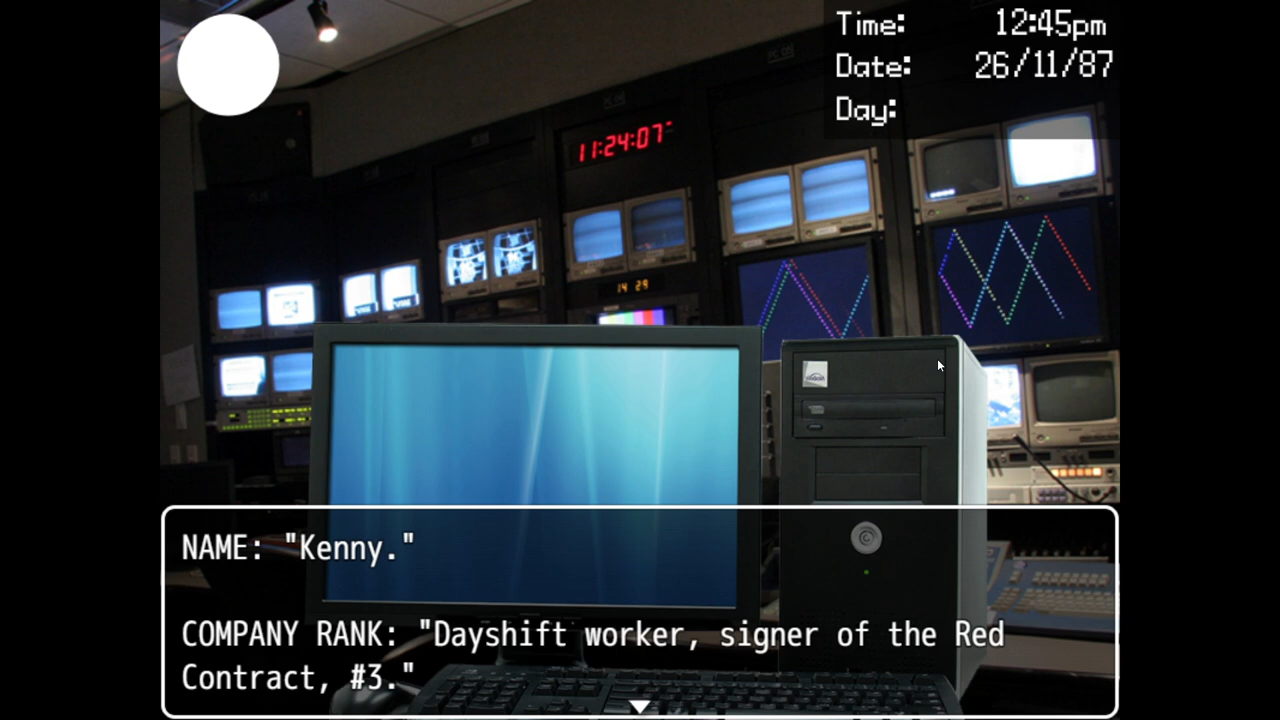 Time: 12:45pm
Date: 26/11/87
Day:
11:24:07
14 29
NAME: "Kenny."
COMPANY RANK: "Dayshift worker, signer of the Red
Contract, #3."